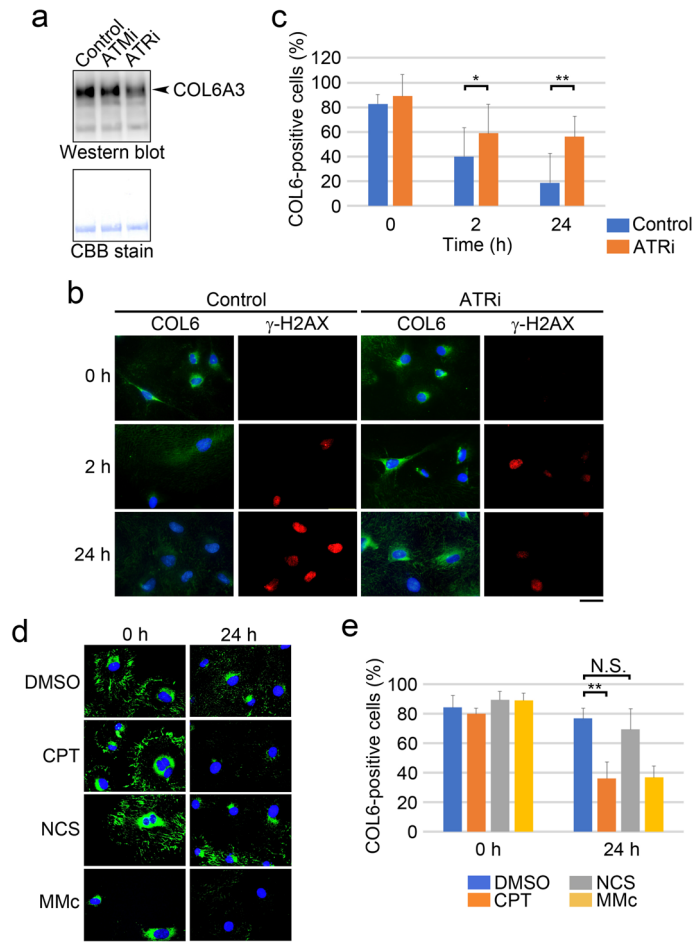 a
Control
ATMi
ATRi
COL6A3
Western blot
CBB stain
c
COL6-positive cells (%)
120
100
80
60
40
20
0
*
**
0 2 24
Time (h)
Control
ATRi
b
Control ATRi
COL6 γ-H2AX COL6 γ-H2AX
0 h
2 h
24 h
d
0 h 24 h
DMSO
CPT
NCS
MMc
e
COL6-positive cells (%)
100
80
60
40
20
0
N.S.
**
0 h 24 h
DMSO NCS
CPT MMc